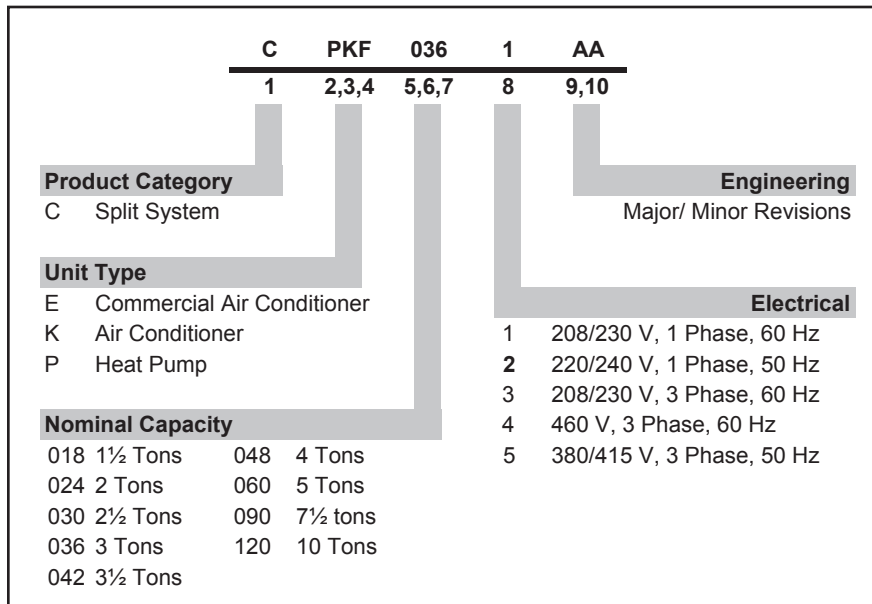 C PKF 036 1 AA
1 2,3,4 5,6,7 8 9,10
Product Category
C Split System
Unit Type
E Commercial Air Conditioner
K Air Conditioner
P Heat Pump
Nominal Capacity
018 1½ Tons 048 4 Tons
024 2 Tons 060 5 Tons
030 2½ Tons 090 7½ tons
036 3 Tons 120 10 Tons
042 3½ Tons
Engineering
Major/ Minor Revisions
Electrical
1 208/230 V, 1 Phase, 60 Hz
2 220/240 V, 1 Phase, 50 Hz
3 208/230 V, 3 Phase, 60 Hz
4 460 V, 3 Phase, 60 Hz
5 380/415 V, 3 Phase, 50 Hz